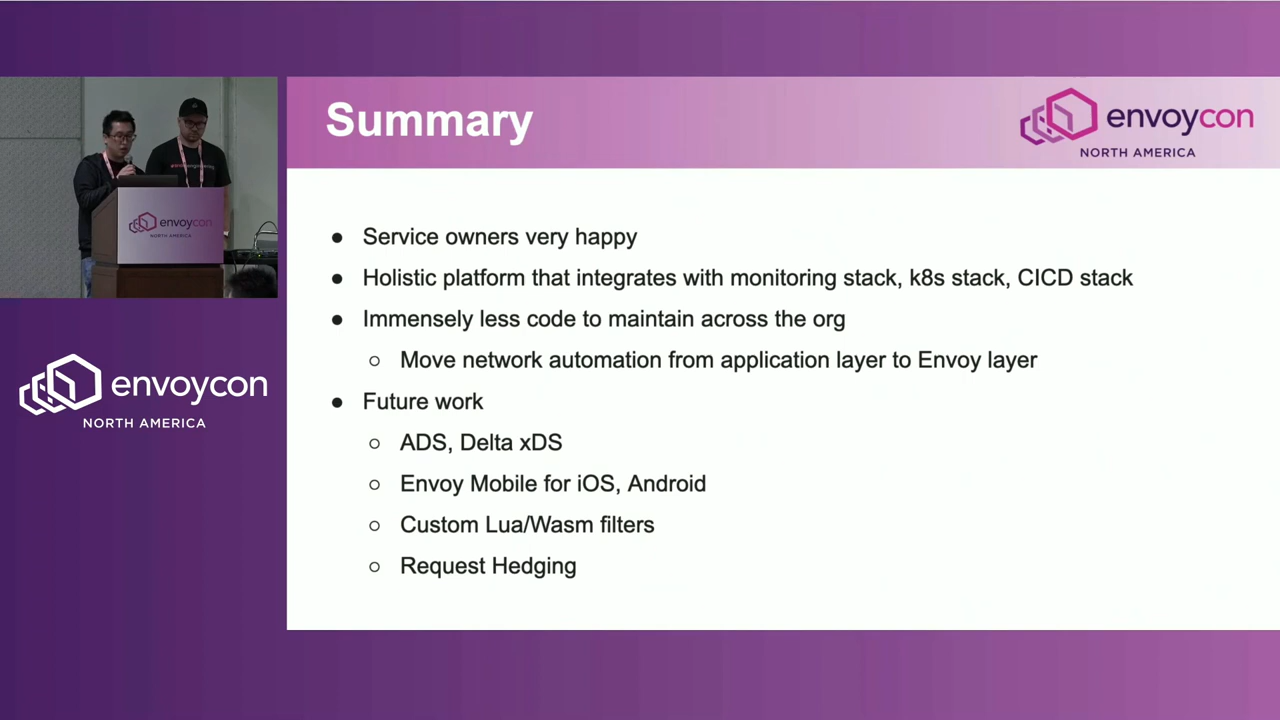 Summary
envoycon
NORTH AMERICA
envoycon
NORTH AMERICA
● Service owners very happy
● Holistic platform that integrates with monitoring stack, k8s stack, CICD stack
● Immensely less code to maintain across the org
○ Move network automation from application layer to Envoy layer
● Future work
○ ADS, Delta xDS
○ Envoy Mobile for iOS, Android
○ Custom Lua/Wasm filters
○ Request Hedging
envoycon
NORTH AMERICA